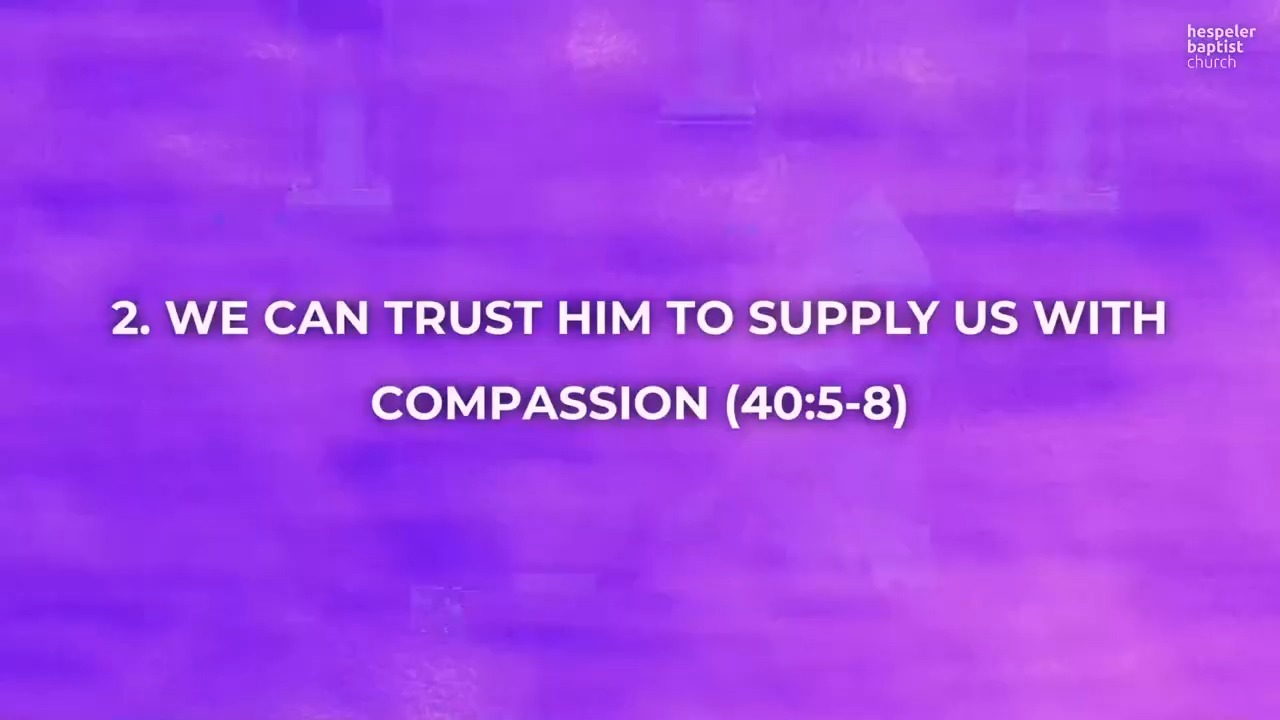 hespeler
baptist
church
2. WE CAN TRUST HIM TO SUPPLY US WITH
COMPASSION (40:5-8)